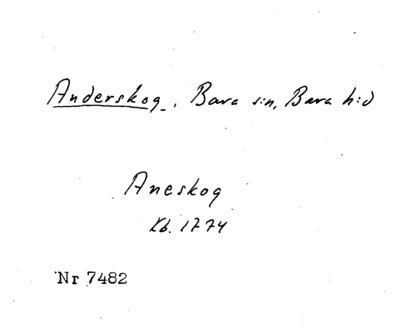 Anderskog, Bara s:n, Bara h:d
Aneskog
Kb. 1774
Nr 7482